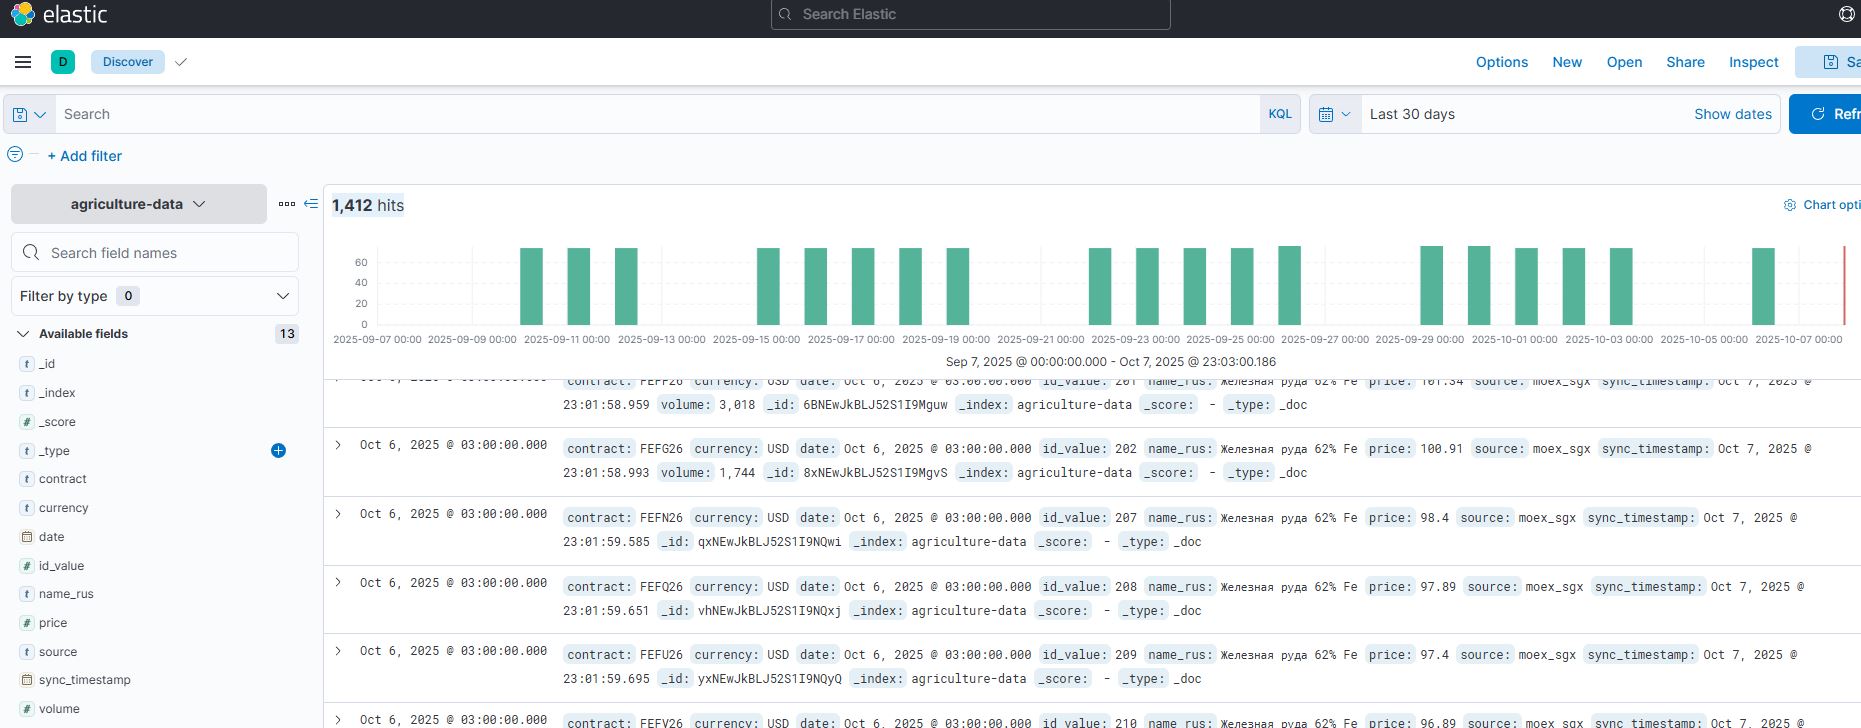 elastic
Search Elastic
D Discover Options New Open Share Inspect
Search KQL Last 30 days Show dates
+ Add filter
agriculture-data
1,412 hits
Search field names
Filter by type 0
Available fields 13
_id
_index
_score
_type
contract
currency
date
id_value
name_rus
price
source
sync_timestamp
volume
60
40
20
0
2025-09-07 00:00 2025-09-09 00:00 2025-09-11 00:00 2025-09-13 00:00 2025-09-15 00:00 2025-09-17 00:00 2025-09-19 00:00 2025-09-21 00:00 2025-09-23 00:00 2025-09-25 00:00 2025-09-27 00:00 2025-09-29 00:00 2025-10-01 00:00 2025-10-03 00:00 2025-10-05 00:00 2025-10-07 00:00
Sep 7, 2025 @ 00:00:00.000 - Oct 7, 2025 @ 23:03:00.186
contract: FEFF26 currency: USD date: Oct 6, 2025 @ 03:00:00.000 id_value: 201 name_rus: Железная руда 62% Fe price: 101.34 source: moex_sgx sync_timestamp: Oct 7, 2025 @
23:01:58.959 volume: 3,018 _id: 6BNEwJkBLJ52S1I9Mguw _index: agriculture-data _score: - _type: _doc
Oct 6, 2025 @ 03:00:00.000 contract: FEFG26 currency: USD date: Oct 6, 2025 @ 03:00:00.000 id_value: 202 name_rus: Железная руда 62% Fe price: 100.91 source: moex_sgx sync_timestamp: Oct 7, 2025 @
23:01:58.993 volume: 1,744 _id: 8xNEwJkBLJ52S1I9MgvS _index: agriculture-data _score: - _type: _doc
Oct 6, 2025 @ 03:00:00.000 contract: FEFN26 currency: USD date: Oct 6, 2025 @ 03:00:00.000 id_value: 207 name_rus: Железная руда 62% Fe price: 98.4 source: moex_sgx sync_timestamp: Oct 7, 2025 @
23:01:59.585 _id: qxNEwJkBLJ52S1I9NQwi _index: agriculture-data _score: - _type: _doc
Oct 6, 2025 @ 03:00:00.000 contract: FEFQ26 currency: USD date: Oct 6, 2025 @ 03:00:00.000 id_value: 208 name_rus: Железная руда 62% Fe price: 97.89 source: moex_sgx sync_timestamp: Oct 7, 2025 @
23:01:59.651 _id: vhNEwJkBLJ52S1I9NQxj _index: agriculture-data _score: - _type: _doc
Oct 6, 2025 @ 03:00:00.000 contract: FEFU26 currency: USD date: Oct 6, 2025 @ 03:00:00.000 id_value: 209 name_rus: Железная руда 62% Fe price: 97.4 source: moex_sgx sync_timestamp: Oct 7, 2025 @
23:01:59.695 _id: yxNEwJkBLJ52S1I9NQyQ _index: agriculture-data _score: - _type: _doc
Oct 6, 2025 @ 03:00:00.000 contract: FEFV26 currency: USD date: Oct 6, 2025 @ 03:00:00.000 id_value: 210 name_rus: Железная руда 62% Fe price: 96.89 source: moex_sgx sync_timestamp: Oct 7, 2025 @